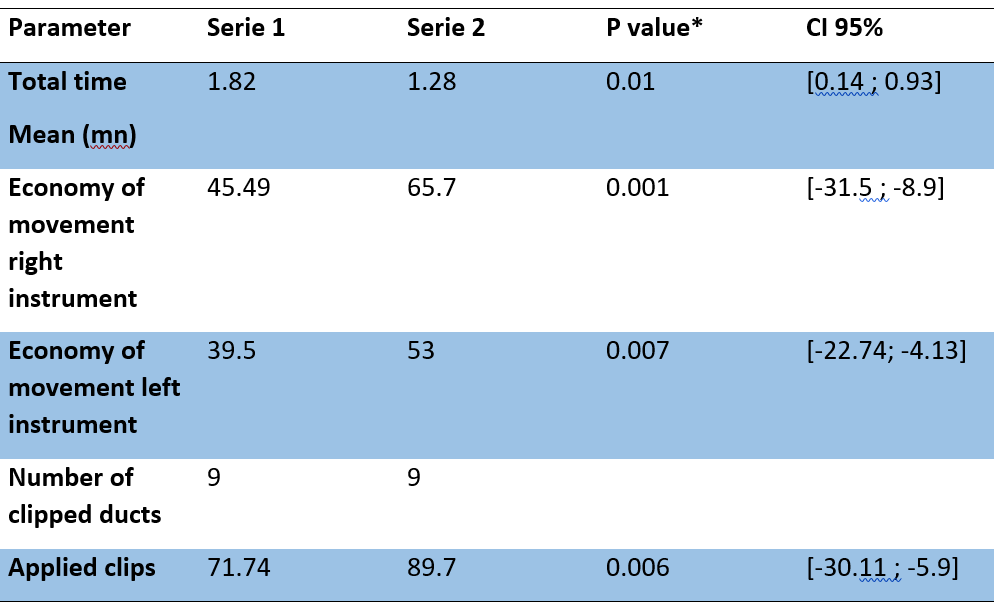 Parameter Serie 1 Serie 2 P value* CI 95%
Total time 1.82 1.28 0.01 [0.14 ; 0.93]
Mean (mn)
Economy of 45.49 65.7 0.001 [-31.5 ; -8.9]
movement
right
instrument
Economy of 39.5 53 0.007 [-22.74; -4.13]
movement left
instrument
Number of 9 9
clipped ducts
Applied clips 71.74 89.7 0.006 [-30.11 ; -5.9]